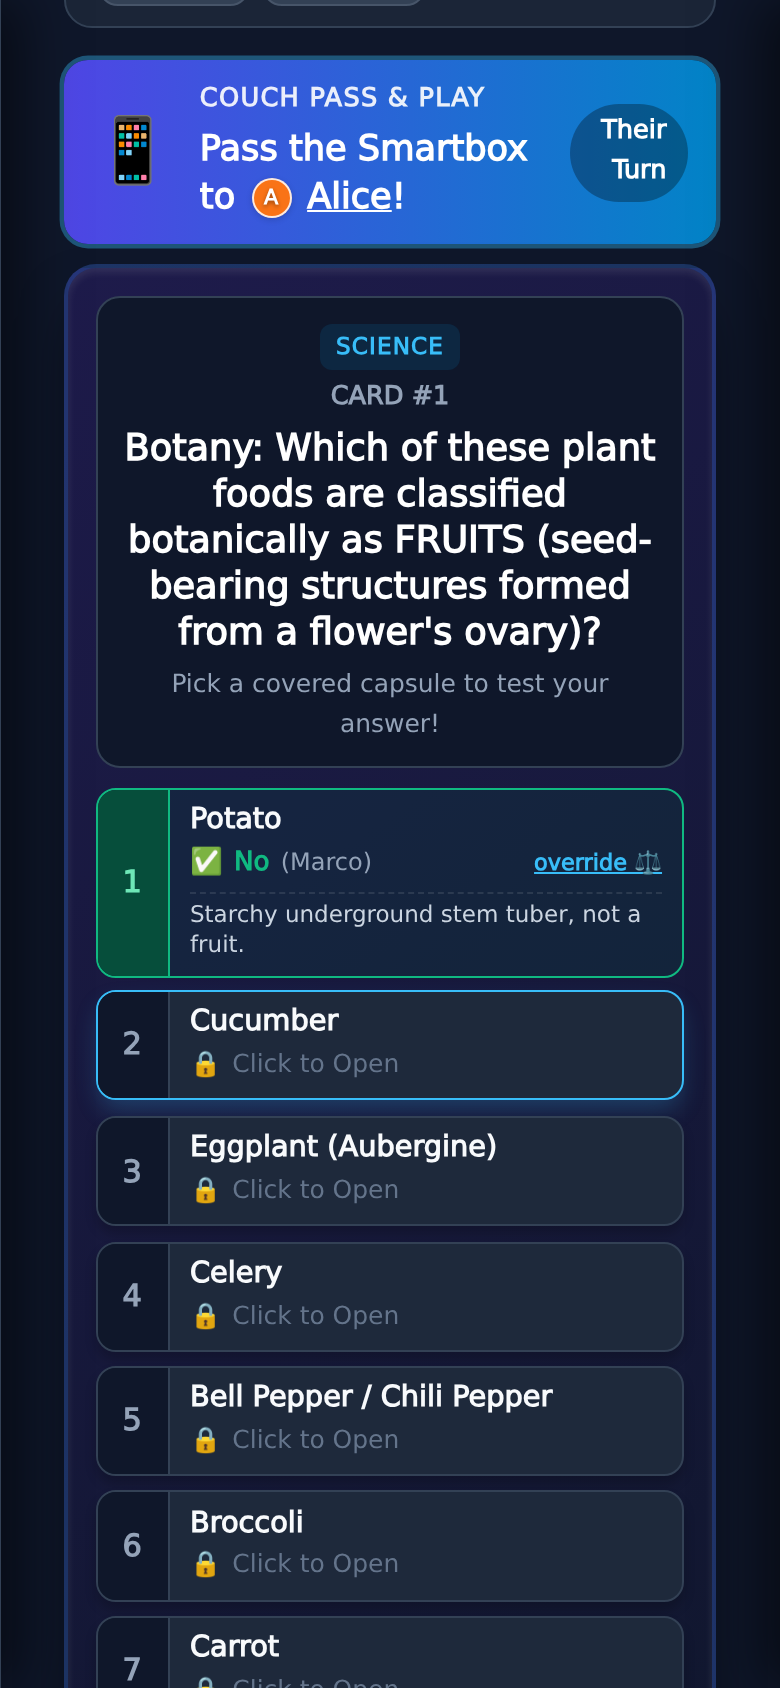 COUCH PASS & PLAY
Pass the Smartbox
to A Alice!
Their
Turn
SCIENCE
CARD #1
Botany: Which of these plant
foods are classified
botanically as FRUITS (seed-
bearing structures formed
from a flower's ovary)?
Pick a covered capsule to test your
answer!
1
Potato
✅ No (Marco)
override ⚖️
Starchy underground stem tuber, not a
fruit.
2
Cucumber
🔒 Click to Open
3
Eggplant (Aubergine)
🔒 Click to Open
4
Celery
🔒 Click to Open
5
Bell Pepper / Chili Pepper
🔒 Click to Open
6
Broccoli
🔒 Click to Open
7
Carrot
🔒 Click to Open